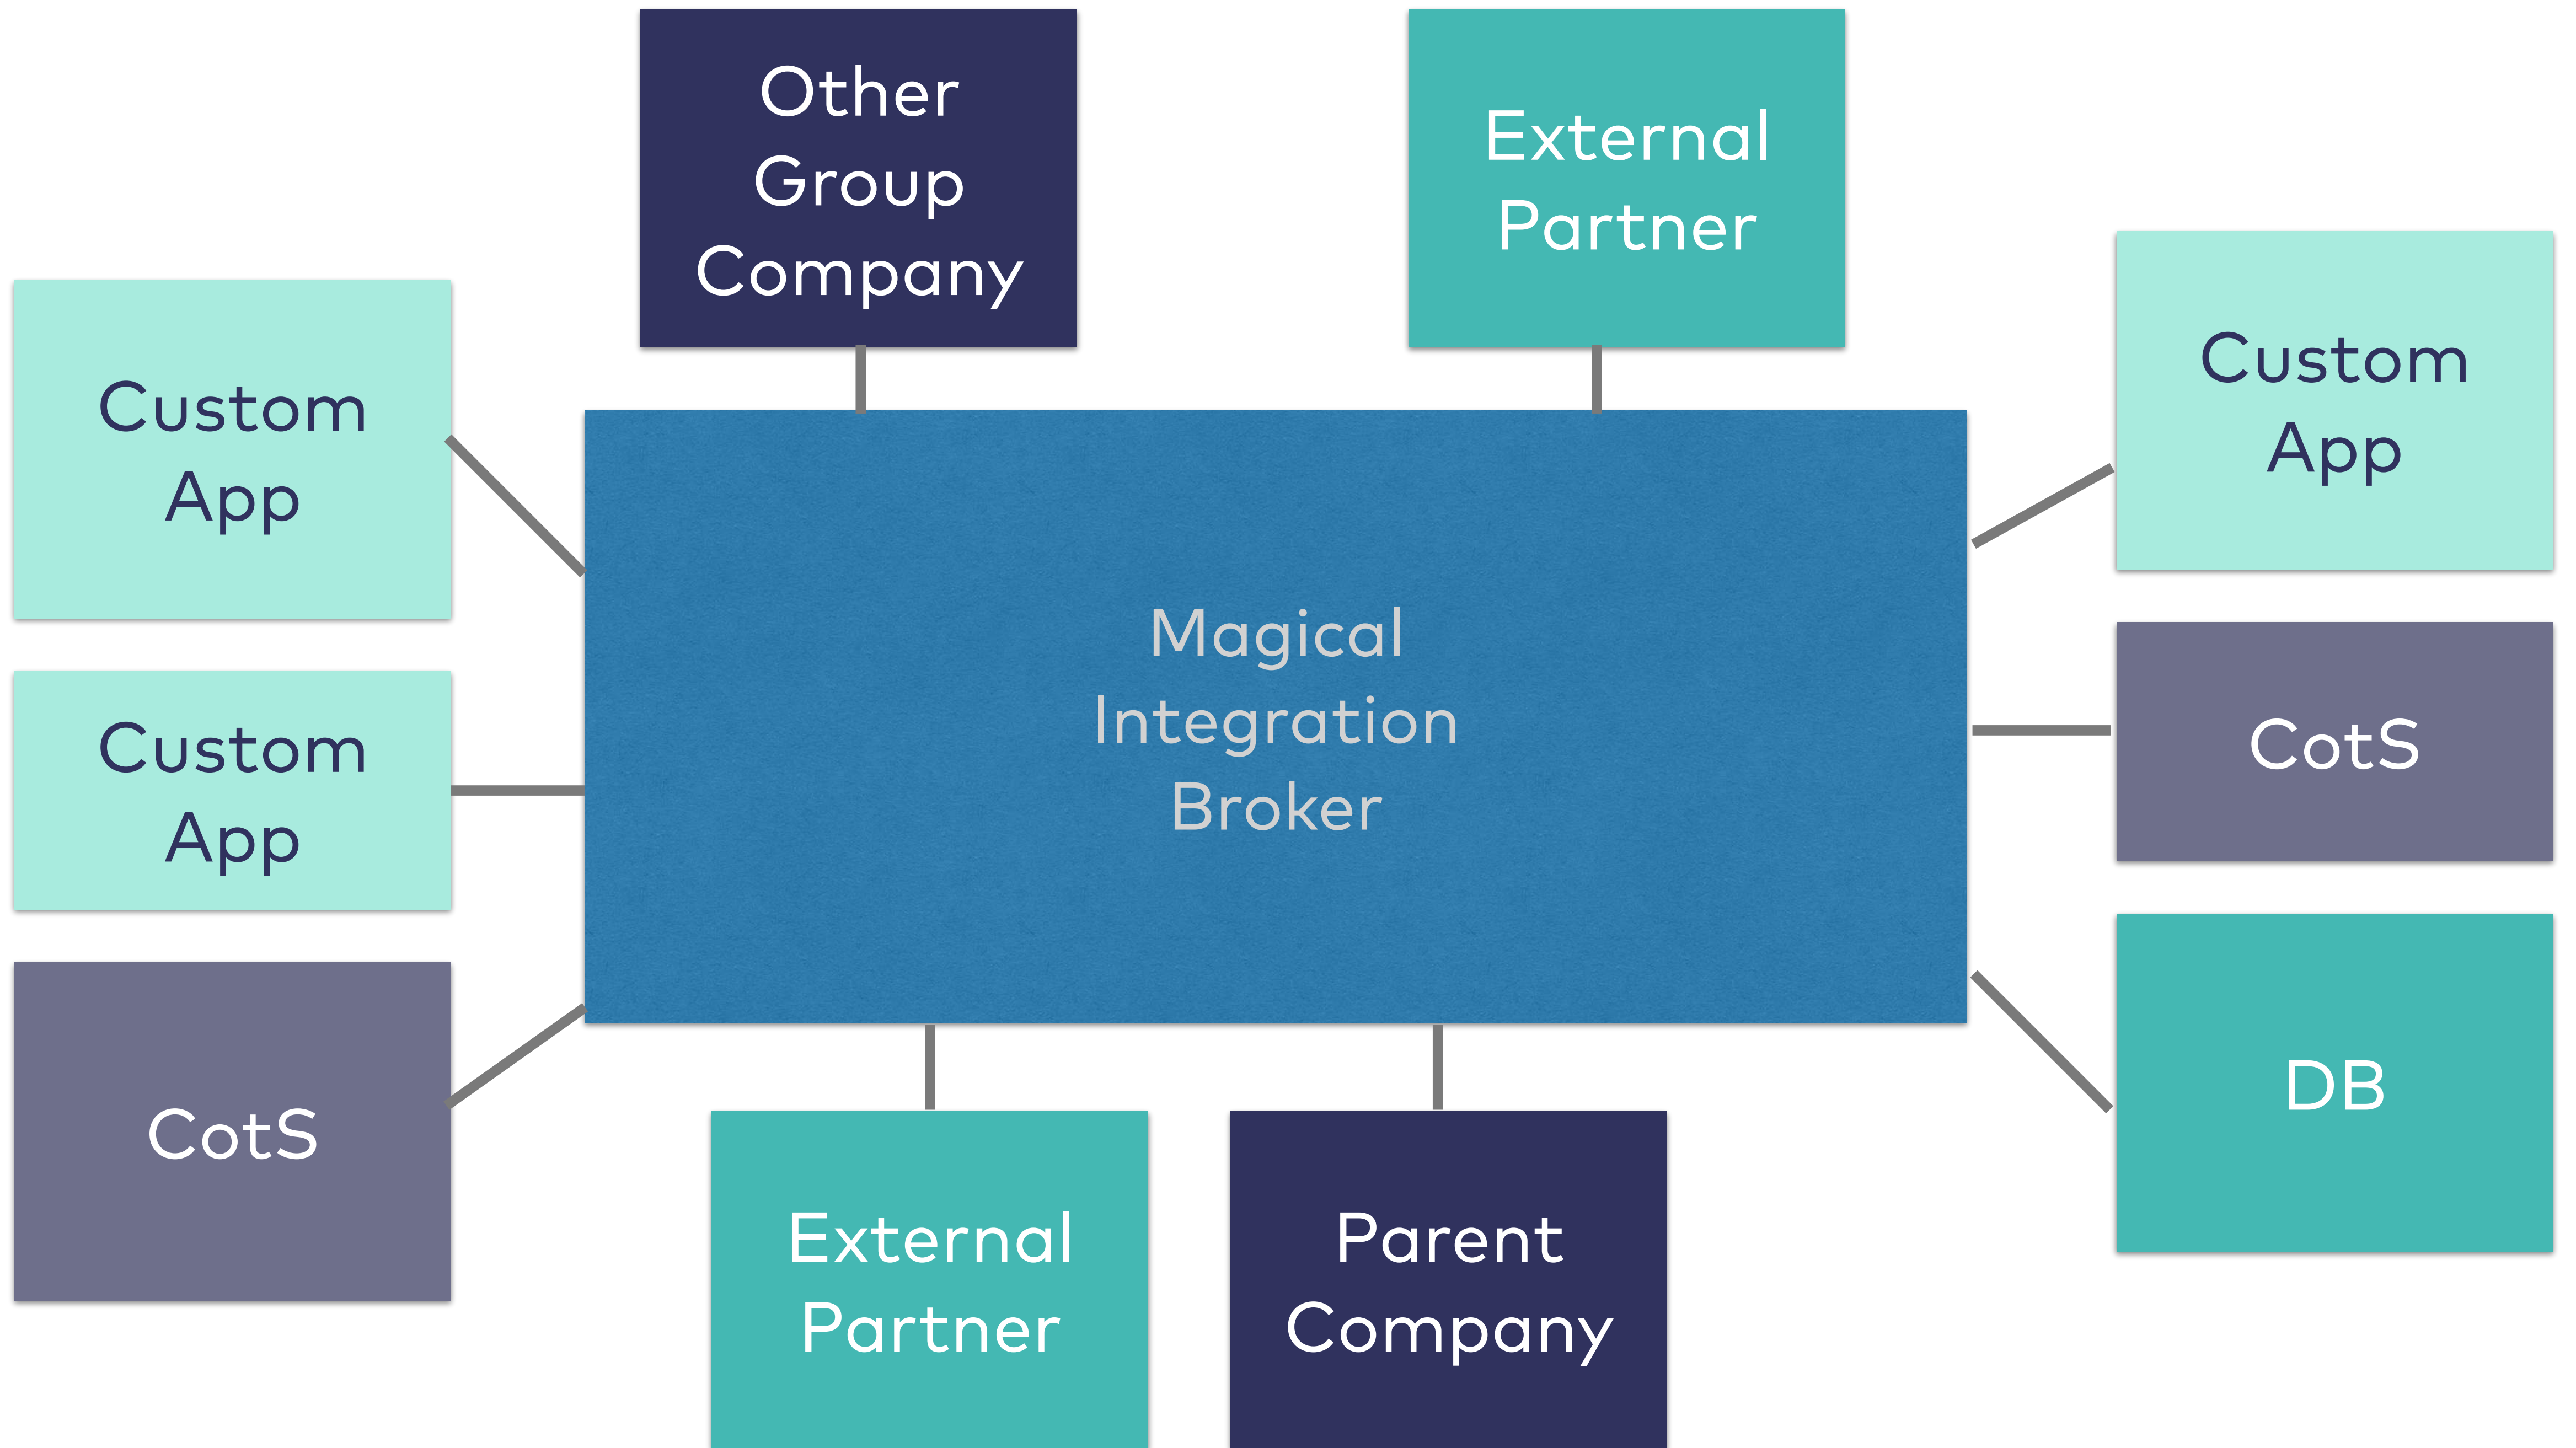 Other
Group
Company
External
Partner
Custom
App
Custom
App
Magical
Integration
Broker
Custom
App
CotS
CotS
DB
External
Partner
Parent
Company